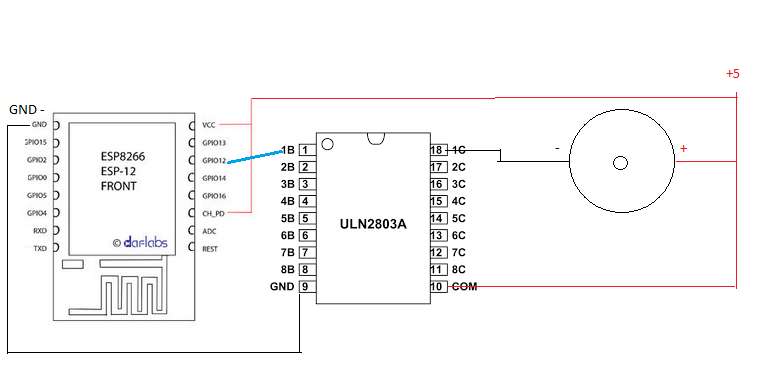 +5
GND -
GND
VCC
GPIO15
GPIO13
GPIO2
GPIO12
GPIO0
GPIO14
GPIO5
GPIO16
GPIO4
CH_PD
RXD
ADC
TXD
REST
ESP8266
ESP-12
FRONT
© darlabs
1B 1 18 1C
2B 2 17 2C
3B 3 16 3C
4B 4 15 4C
5B 5 14 5C
6B 6 13 6C
7B 7 12 7C
8B 8 11 8C
GND 9 10 COM
ULN2803A
- +